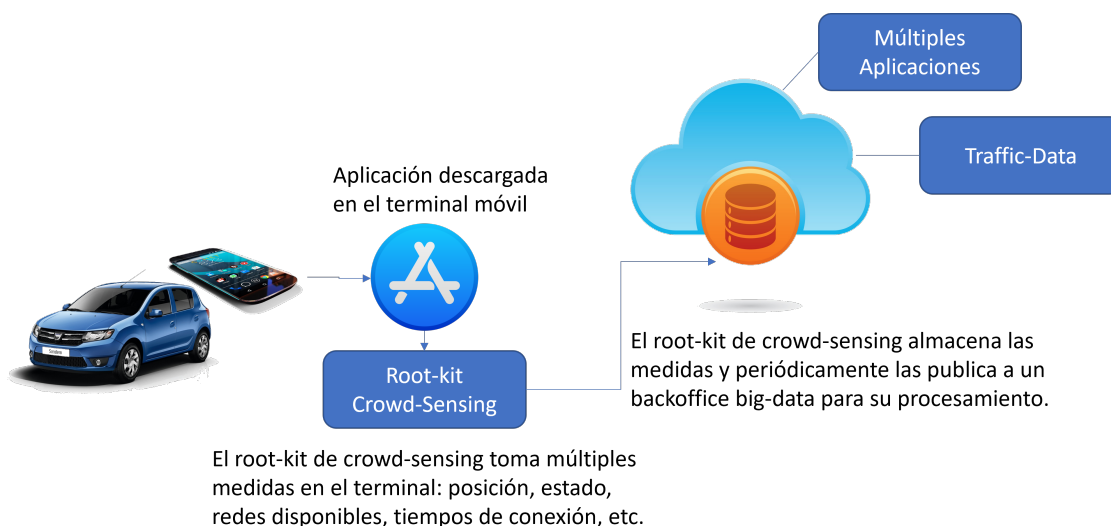 Múltiples
Aplicaciones
Traffic-Data
Aplicación descargada
en el terminal móvil
Root-kit
Crowd-Sensing
El root-kit de crowd-sensing almacena las
medidas y periódicamente las publica a un
backoffice big-data para su procesamiento.
El root-kit de crowd-sensing toma múltiples
medidas en el terminal: posición, estado,
redes disponibles, tiempos de conexión, etc.